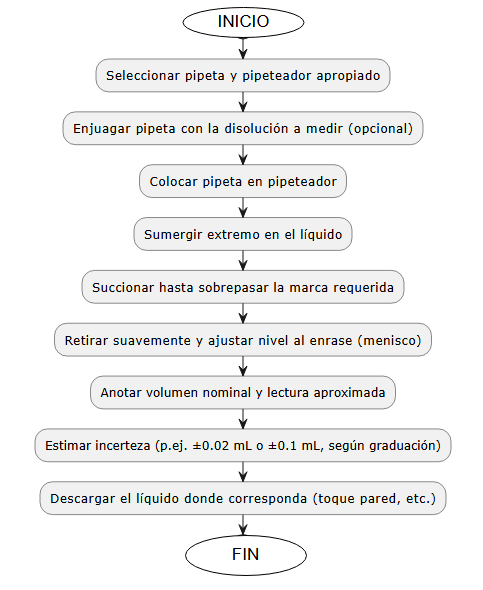 INICIO
Seleccionar pipeta y pipeteador apropiado
Enjuagar pipeta con la disolución a medir (opcional)
Colocar pipeta en pipeteador
Sumergir extremo en el líquido
Succionar hasta sobrepasar la marca requerida
Retirar suavemente y ajustar nivel al enrase (menisco)
Anotar volumen nominal y lectura aproximada
Estimar incerteza (p.ej. ±0.02 mL o ±0.1 mL, según graduación)
Descargar el líquido donde corresponda (toque pared, etc.)
FIN